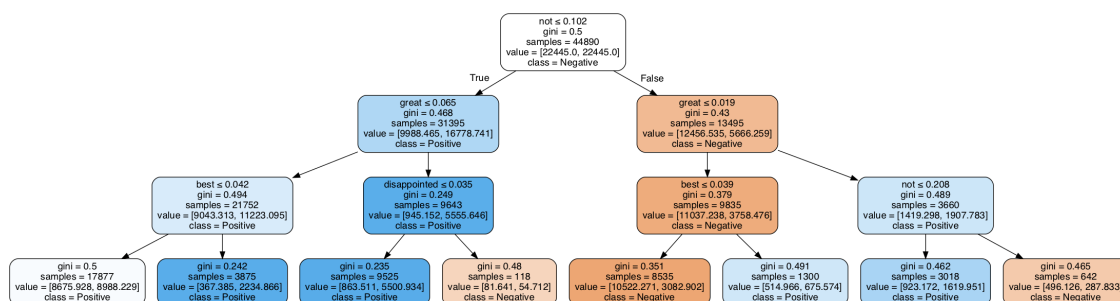 not ≤ 0.102
gini = 0.5
samples = 44890
value = [22445.0, 22445.0]
class = Negative
True
False
great ≤ 0.065
gini = 0.468
samples = 31395
value = [9988.465, 16778.741]
class = Positive
great ≤ 0.019
gini = 0.43
samples = 13495
value = [12456.535, 5666.259]
class = Negative
best ≤ 0.042
gini = 0.494
samples = 21752
value = [9043.313, 11223.095]
class = Positive
disappointed ≤ 0.035
gini = 0.249
samples = 9643
value = [945.152, 5555.646]
class = Positive
best ≤ 0.039
gini = 0.379
samples = 9835
value = [11037.238, 3758.476]
class = Negative
not ≤ 0.208
gini = 0.489
samples = 3660
value = [1419.298, 1907.783]
class = Positive
gini = 0.5
samples = 17877
value = [8675.928, 8988.229]
class = Positive
gini = 0.242
samples = 3875
value = [367.385, 2234.866]
class = Positive
gini = 0.235
samples = 9525
value = [863.511, 5500.934]
class = Positive
gini = 0.48
samples = 118
value = [81.641, 54.712]
class = Negative
gini = 0.351
samples = 8535
value = [10522.271, 3082.902]
class = Negative
gini = 0.491
samples = 1300
value = [514.966, 675.574]
class = Positive
gini = 0.462
samples = 3018
value = [923.172, 1619.951]
class = Positive
gini = 0.465
samples = 642
value = [496.126, 287.83
class = Negative